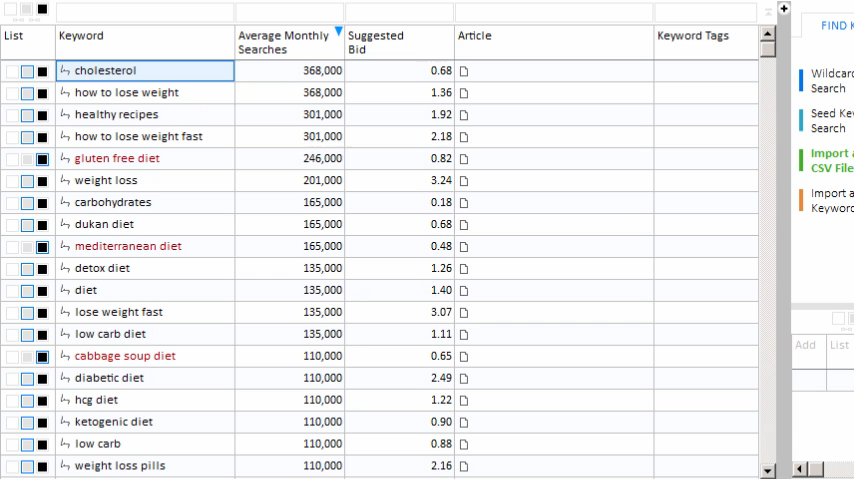 FIND K
List Keyword Average Monthly Searches Suggested Bid Article Keyword Tags
cholesterol 368,000 0.68
how to lose weight 368,000 1.36
healthy recipes 301,000 1.92
how to lose weight fast 301,000 2.18
gluten free diet 246,000 0.82
weight loss 201,000 3.24
carbohydrates 165,000 0.18
dukan diet 165,000 0.68
mediterranean diet 165,000 0.48
detox diet 135,000 1.26
diet 135,000 1.40
lose weight fast 135,000 3.07
low carb diet 135,000 1.11
cabbage soup diet 110,000 0.65
diabetic diet 110,000 2.49
hcg diet 110,000 1.22
ketogenic diet 110,000 0.90
low carb 110,000 0.88
weight loss pills 110,000 2.16
Wildcard
Search
Seed Key
Search
Import a
CSV File
Import a
Keyword
Add List